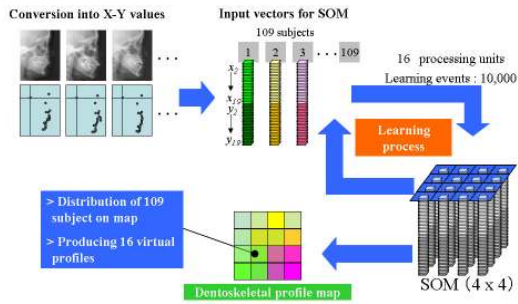 Conversion into X-Y values
Input vectors for SOM
109 subjects
1 2 3 ... 109
x2
x19
y2
y19
16 processing units
Learning events : 10,000
Learning
process
SOM (4 x 4)
> Distribution of 109
subject on map
> Producing 16 virtual
profiles
Dentoskeletal profile map